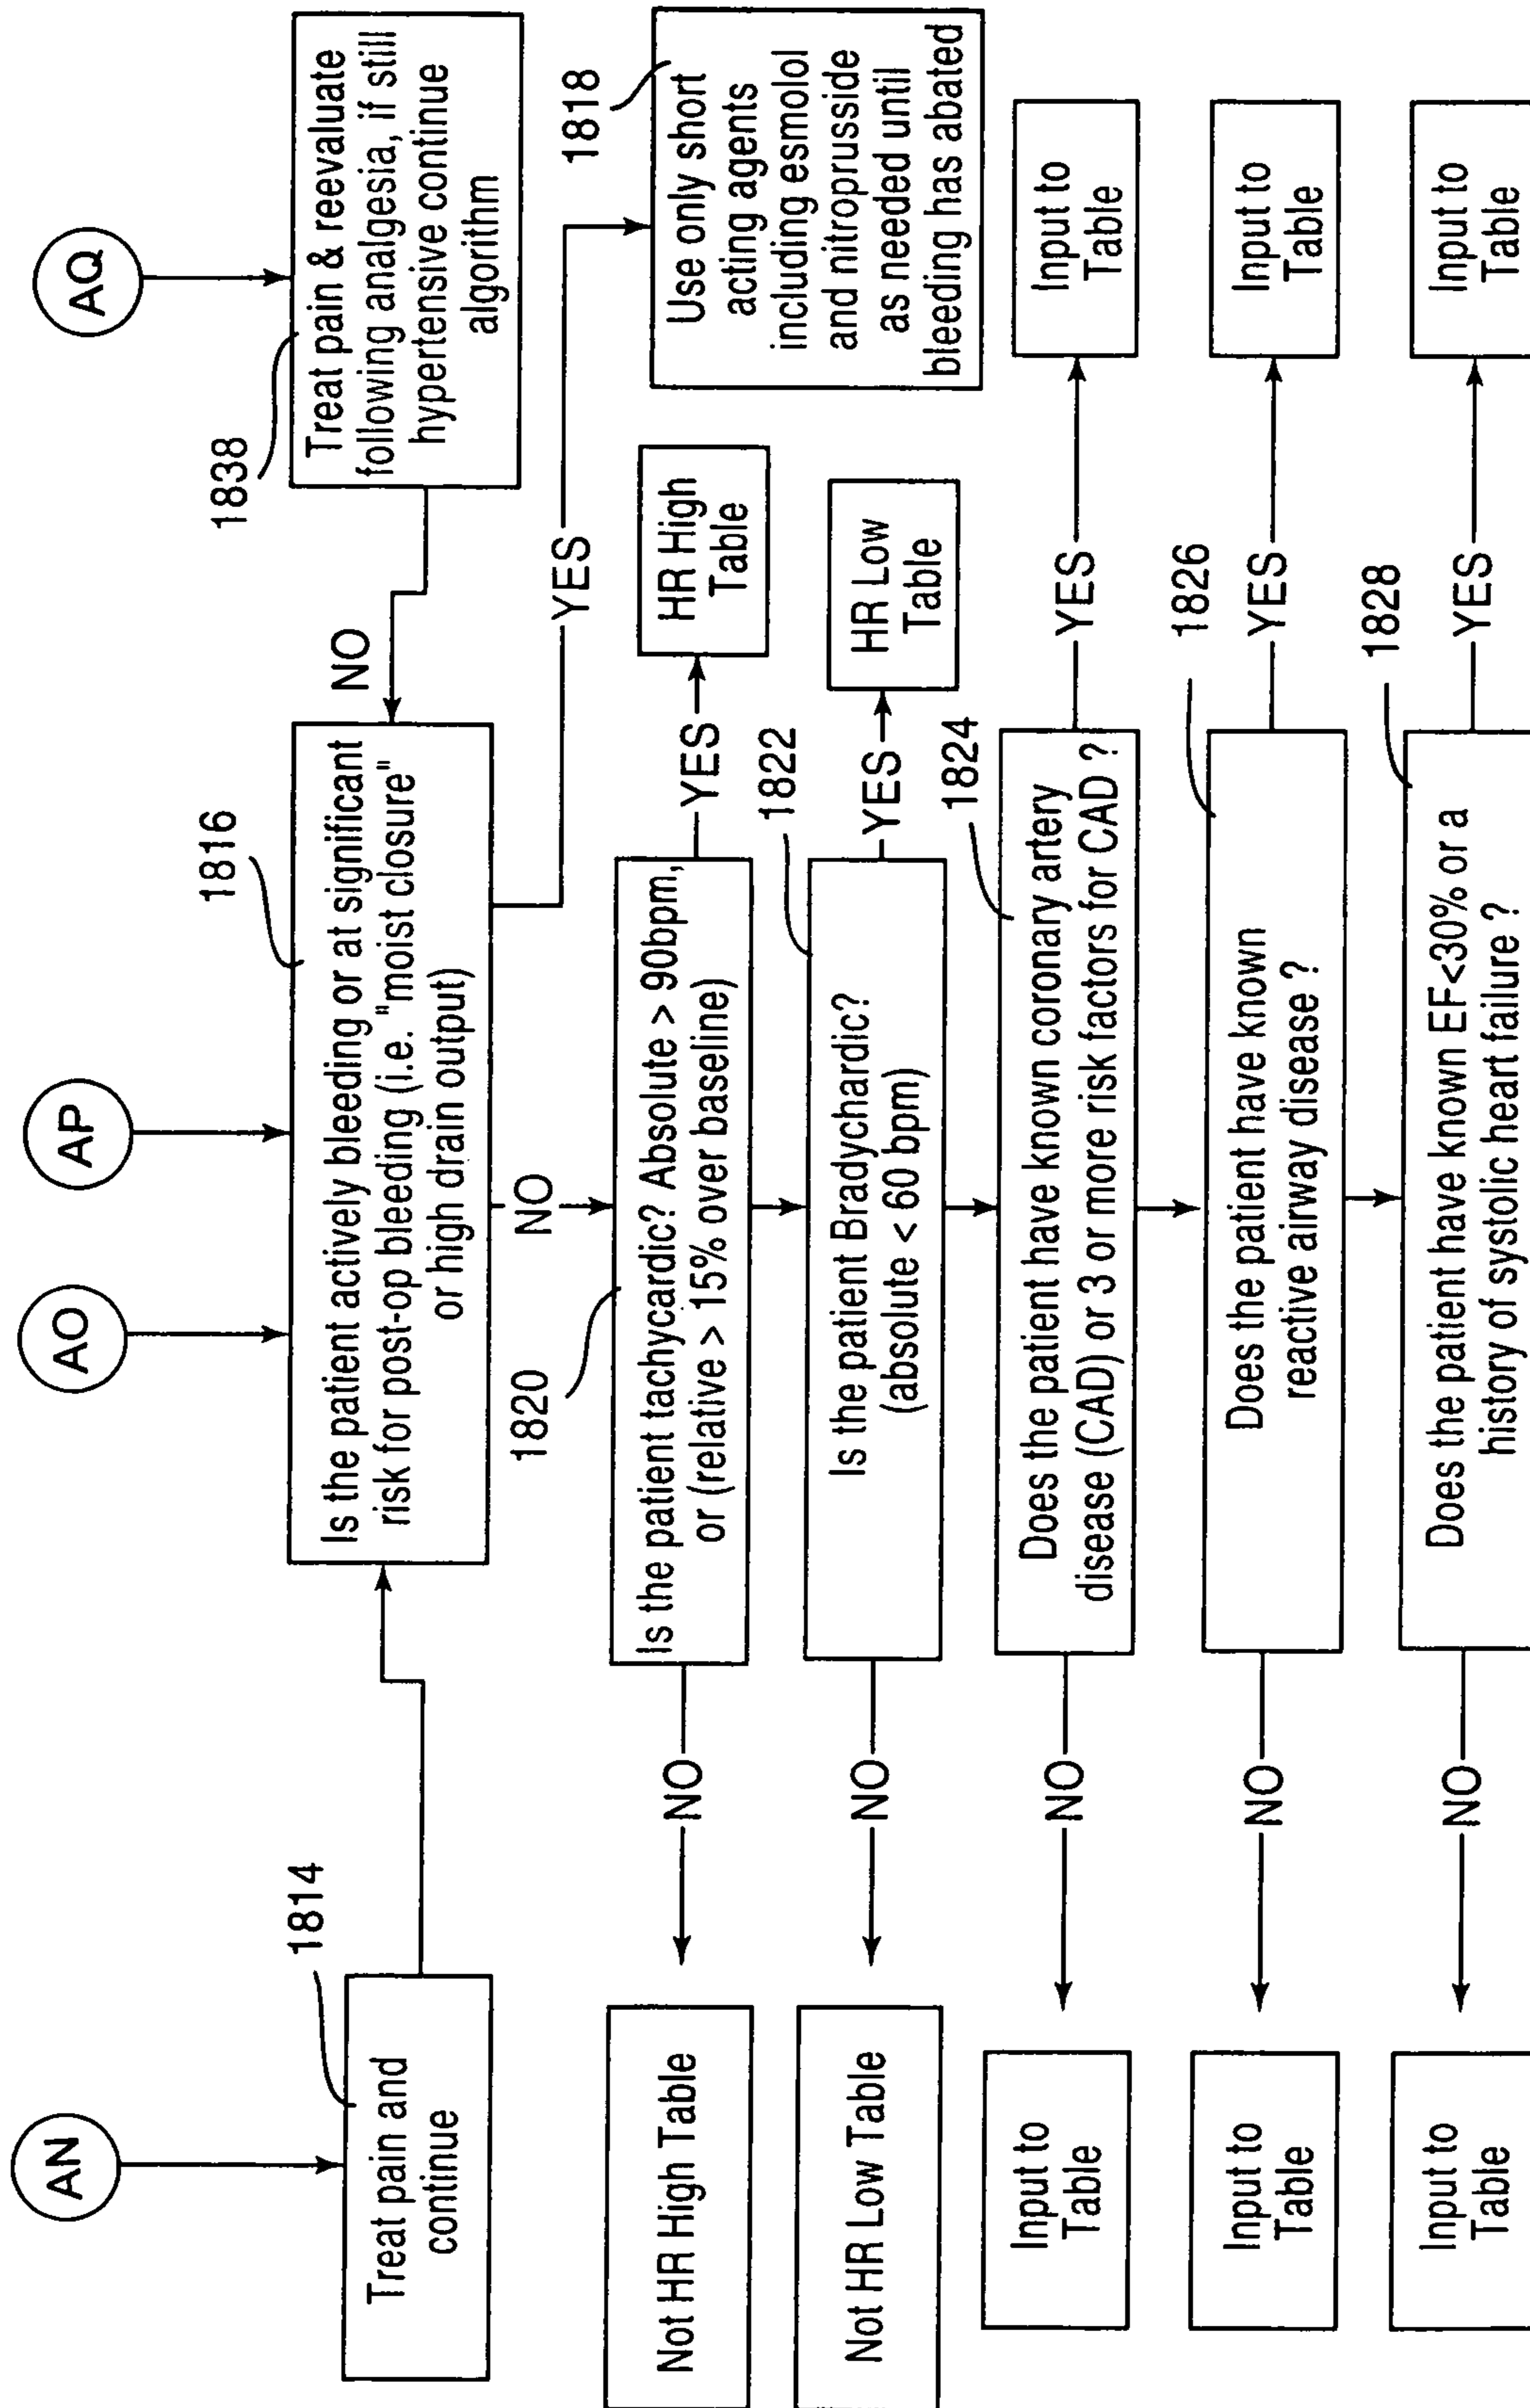 AN
AO
AP
AQ
1814
Treat pain and
continue
1816
Is the patient actively bleeding or at significant
risk for post-op bleeding (i.e. "moist closure"
or high drain output)
1838
Treat pain & reevaluate
following analgesia, if still
hypertensive continue
algorithm
NO
NO
YES
1818
Use only short
acting agents
including esmolol
and nitroprusside
as needed until
bleeding has abated
1820
Is the patient tachycardic? Absolute > 90bpm,
or (relative > 15% over baseline)
NO
Not HR High Table
YES
HR High
Table
1822
Is the patient Bradychardic?
(absolute < 60 bpm)
NO
Not HR Low Table
YES
HR Low
Table
1824
Does the patient have known coronary artery
disease (CAD) or 3 or more risk factors for CAD ?
NO
Input to
Table
YES
Input to
Table
1826
Does the patient have known
reactive airway disease ?
NO
Input to
Table
YES
Input to
Table
1828
Does the patient have known EF<30% or a
history of systolic heart failure ?
NO
Input to
Table
YES
Input to
Table